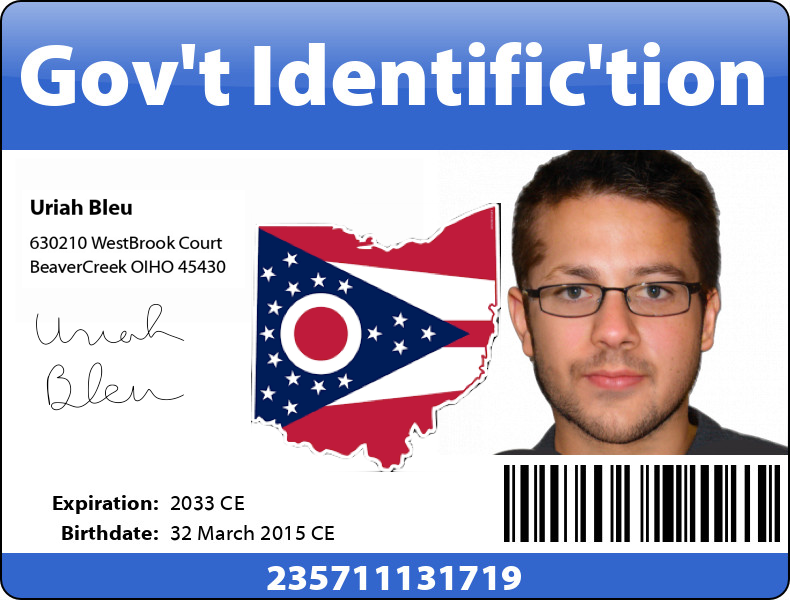 Gov't Identific'tion
Uriah Bleu
630210 WestBrook Court
BeaverCreek OIHO 45430
Uriah
Bleu
Expiration: 2033 CE
Birthdate: 32 March 2015 CE
235711131719